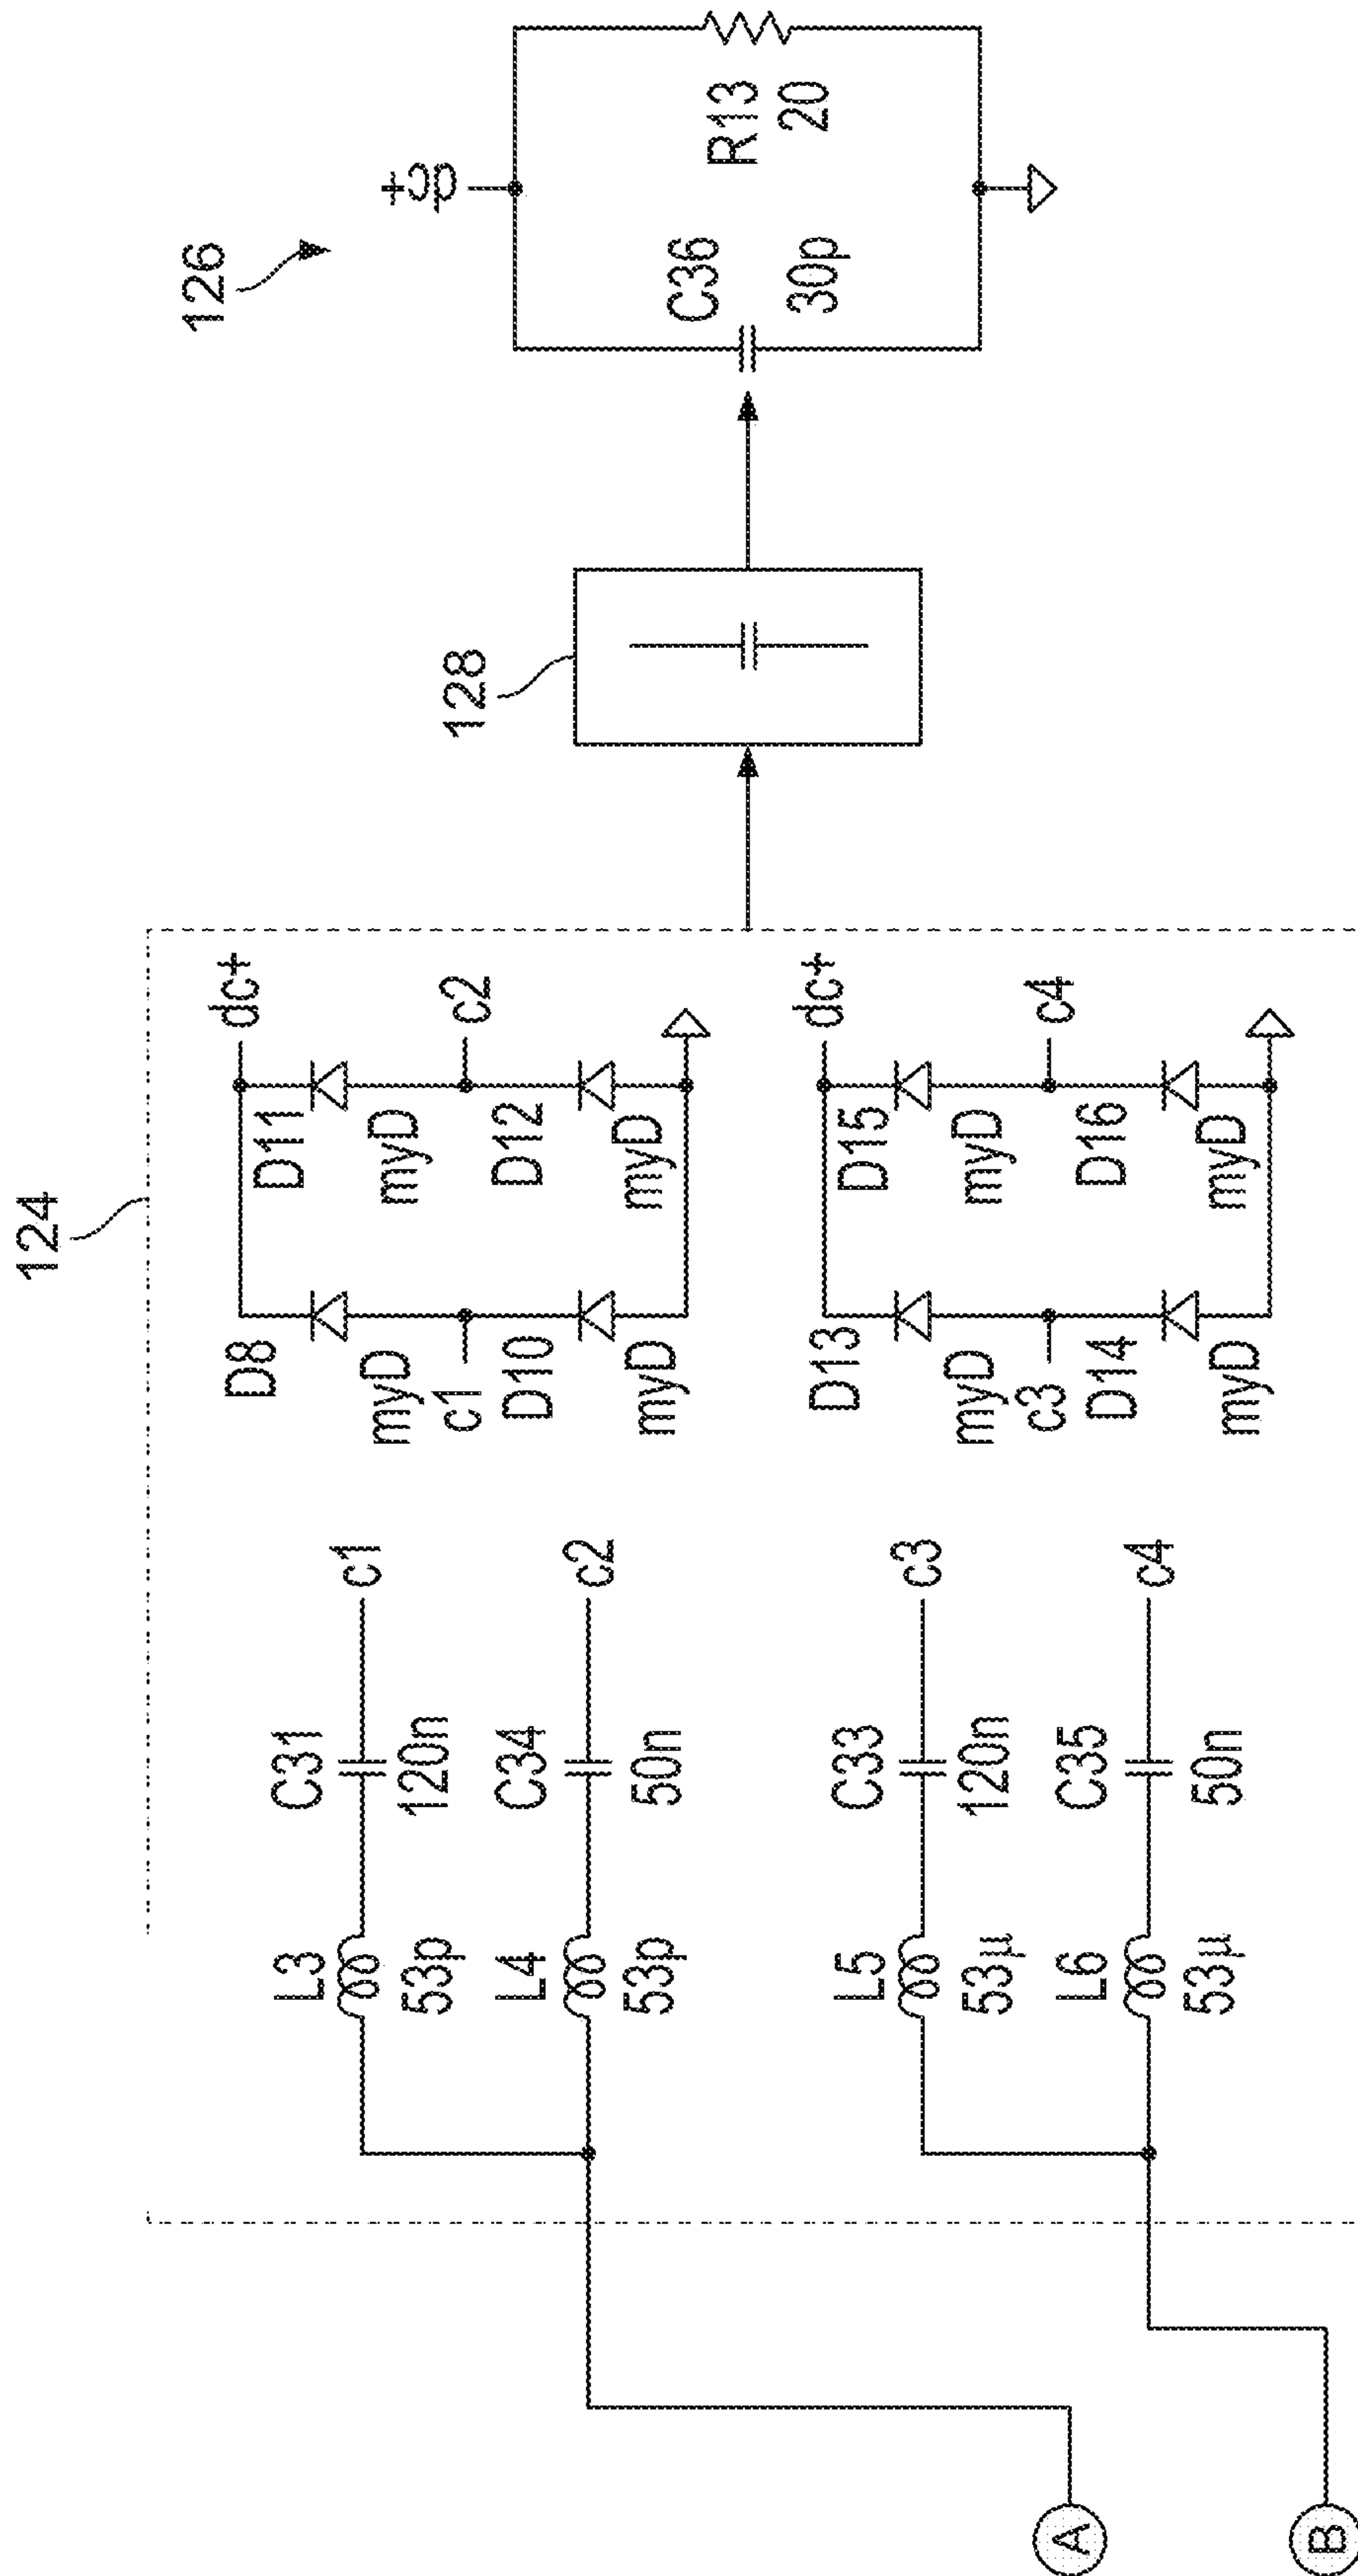 124
126
128
A
B
L3
53p
C31
120n
c1
L4
53p
C34
50n
c2
L5
53µ
C33
120n
c3
L6
53µ
C35
50n
c4
D8
myD
c1
D10
myD
D11
myD
D12
myD
dc+
c2
D13
myD
c3
D14
myD
D15
myD
D16
myD
dc+
c4
dc+
C36
30p
R13
20